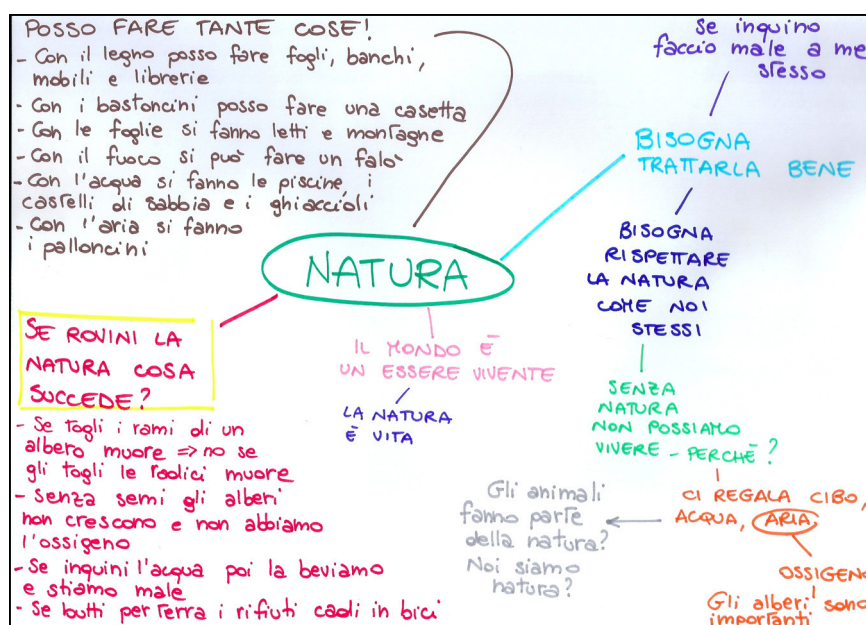 POSSO FARE TANTE COSE!
- Con il legno posso fare fogli, banchi,
mobili e librerie
- Con i bastoncini posso fare una casetta
- Con le foglie si fanno letti e montagne
- Con il fuoco si può fare un falò
- Con l'acqua si fanno le piscine, i
castelli di sabbia e i ghiaccioli
- Con l'aria si fanno
i palloncini
Se inquino
faccio male a me
stesso
BISOGNA
TRATTARLA BENE
BISOGNA
RISPETTARE
LA NATURA
COME NOI
STESSI
SENZA
NATURA
NON POSSIAMO
VIVERE - PERCHÉ?
CI REGALA CIBO,
ACQUA, ARIA
OSSIGENO
Gli alberi sono
importanti
Gli animali
fanno parte
della natura?
Noi siamo
natura?
NATURA
IL MONDO È
UN ESSERE VIVENTE
LA NATURA
È VITA
SE ROVINI LA
NATURA COSA
SUCCEDE?
- Se togli i rami di un
albero muore => no se
gli togli le radici muore
- Senza semi gli alberi
non crescono e non abbiamo
l'ossigeno
- Se inquini l'acqua poi la beviamo
e stiamo male
- Se butti per terra i rifiuti cadi in bici